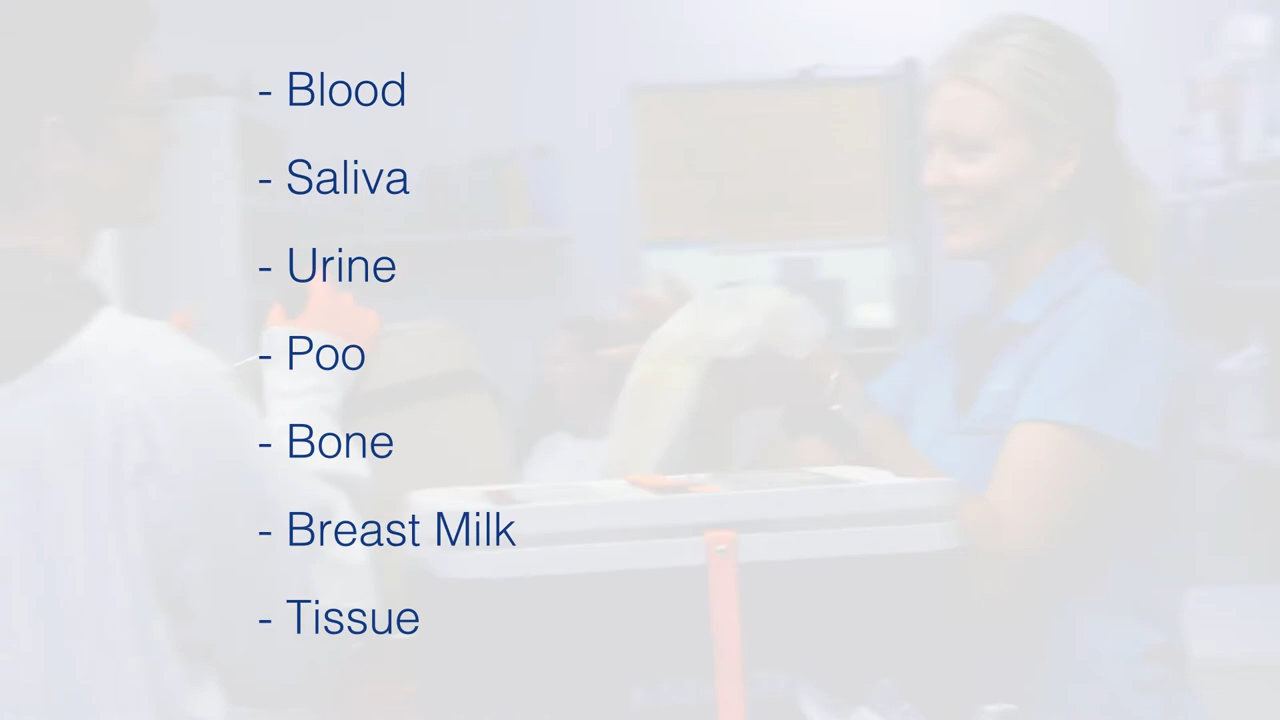 - Blood
- Saliva
- Urine
- Poo
- Bone
- Breast Milk
- Tissue